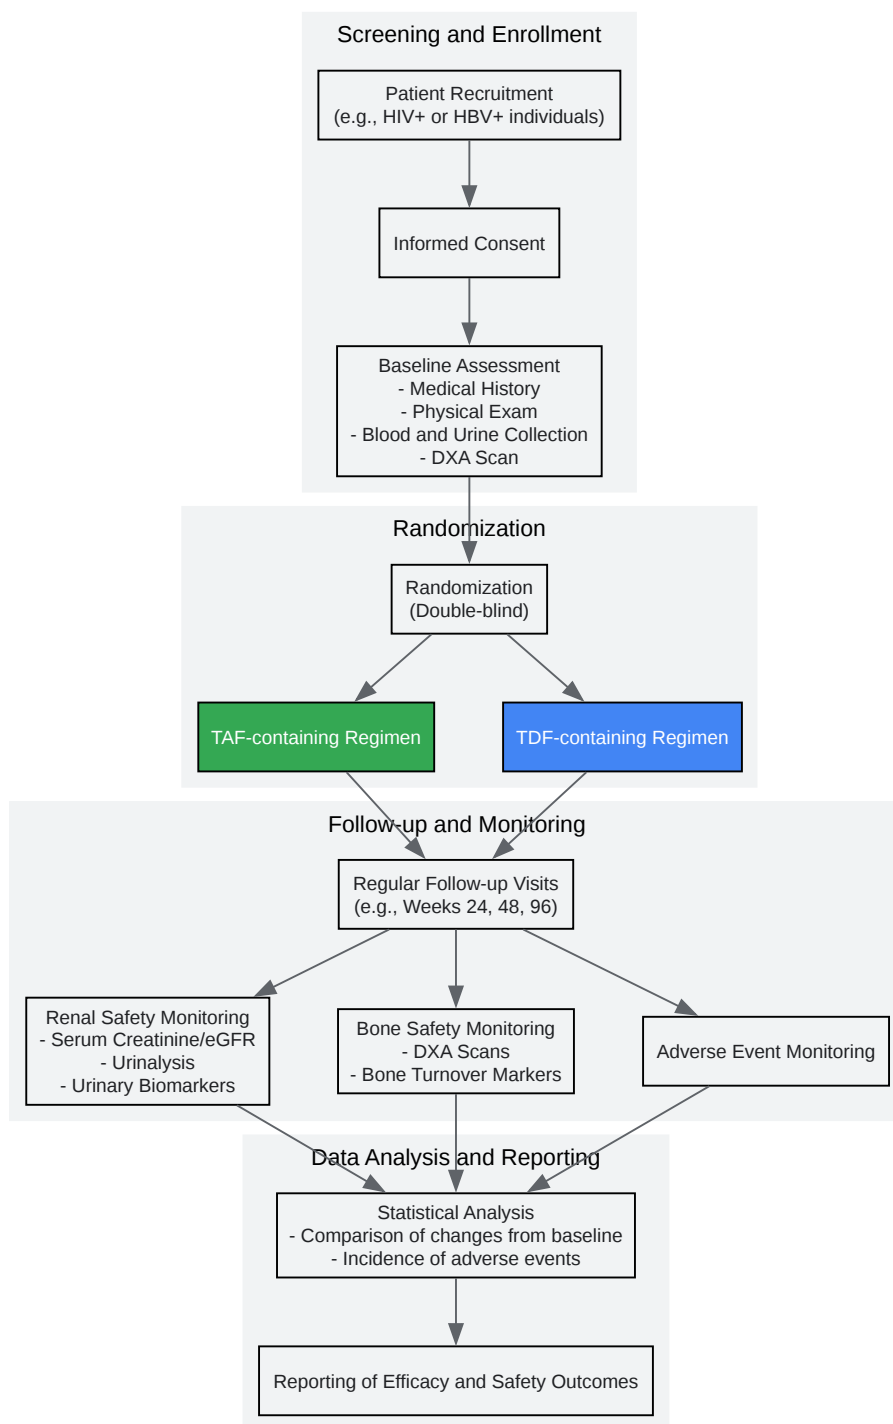 Screening and Enrollment
Patient Recruitment
(e.g., HIV+ or HBV+ individuals)
Informed Consent
Baseline Assessment
- Medical History
- Physical Exam
- Blood and Urine Collection
- DXA Scan
Randomization
Randomization
(Double-blind)
TAF-containing Regimen
TDF-containing Regimen
Follow-up and Monitoring
Regular Follow-up Visits
(e.g., Weeks 24, 48, 96)
Renal Safety Monitoring
- Serum Creatinine/eGFR
- Urinalysis
- Urinary Biomarkers
Bone Safety Monitoring
- DXA Scans
- Bone Turnover Markers
Adverse Event Monitoring
Data Analysis and Reporting
Statistical Analysis
- Comparison of changes from baseline
- Incidence of adverse events
Reporting of Efficacy and Safety Outcomes